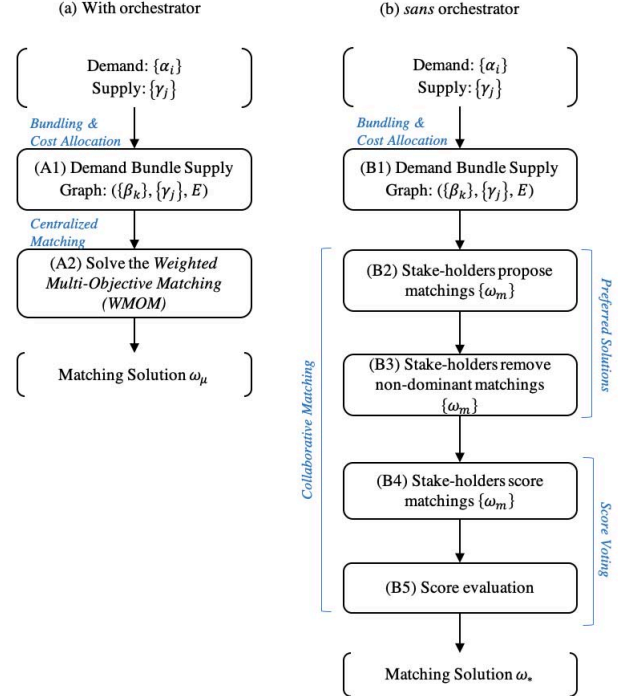 (a) With orchestrator
Demand: {αᵢ}
Supply: {γⱼ}
Bundling &
Cost Allocation
(A1) Demand Bundle Supply
Graph: ({βₖ}, {γⱼ}, E)
Centralized
Matching
(A2) Solve the Weighted
Multi-Objective Matching
(WMOM)
Matching Solution ωᵤ
(b) sans orchestrator
Demand: {αᵢ}
Supply: {γⱼ}
Bundling &
Cost Allocation
(B1) Demand Bundle Supply
Graph: ({βₖ}, {γⱼ}, E)
Collaborative Matching
(B2) Stake-holders propose
matchings {ωₘ}
(B3) Stake-holders remove
non-dominant matchings
{ωₘ}
Preferred Solutions
(B4) Stake-holders score
matchings {ωₘ}
(B5) Score evaluation
Score Voting
Matching Solution ω*